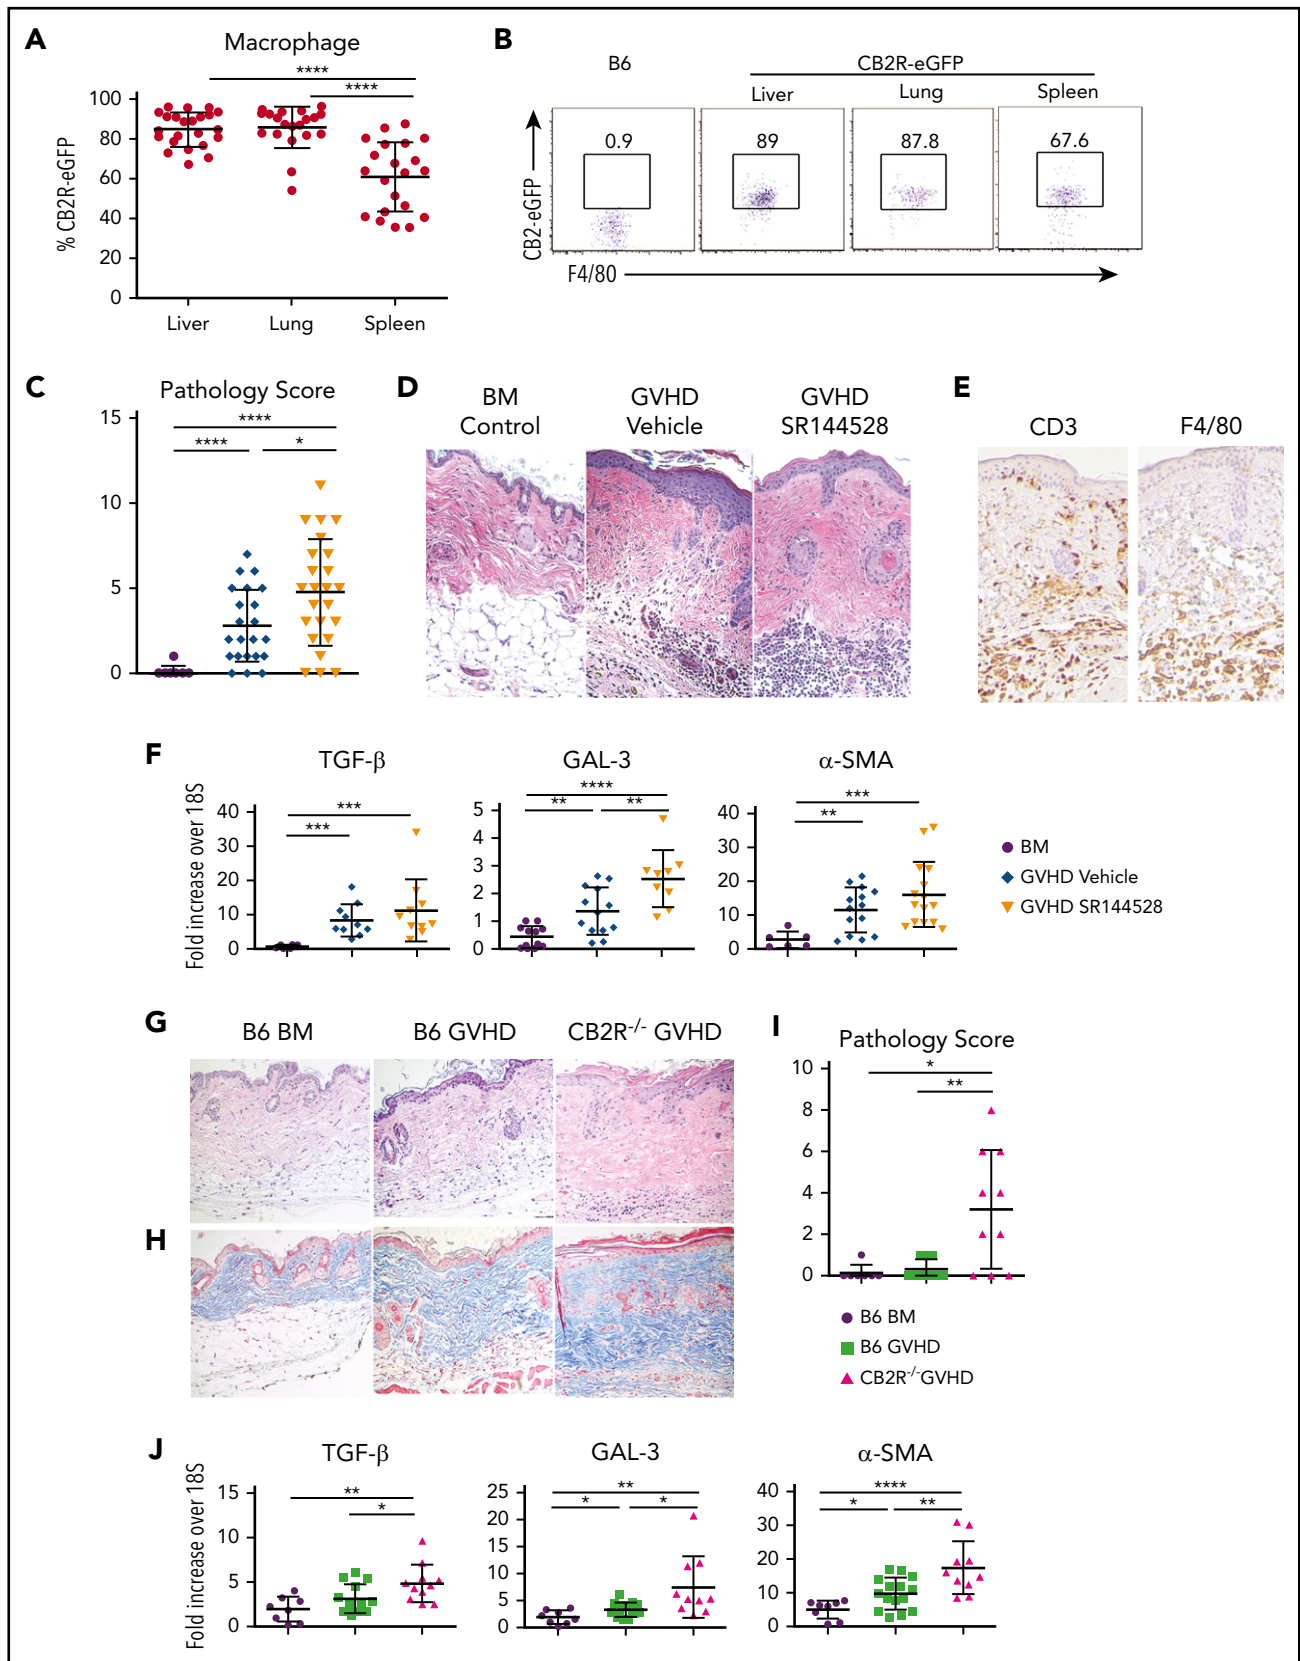 A
Macrophage
****
****
% CB2R-eGFP
100
80
60
40
20
0
Liver Lung Spleen
B
B6 CB2R-eGFP
Liver Lung Spleen
0.9 89 87.8 67.6
CB2-eGFP
F4/80
C
Pathology Score
****
**** *
15
10
5
0
D
BM Control
GVHD Vehicle
GVHD SR144528
E
CD3 F4/80
F
Fold increase over 18S
TGF-β
***
***
40
30
20
10
0
GAL-3
****
** **
5
4
3
2
1
0
α-SMA
***
**
40
30
20
10
0
BM
GVHD Vehicle
GVHD SR144528
G
B6 BM B6 GVHD CB2R-/- GVHD
H
I
Pathology Score
*
**
10
8
6
4
2
0
B6 BM
B6 GVHD
CB2R-/-GVHD
J
Fold increase over 18S
TGF-β
**
*
15
10
5
0
GAL-3
**
* *
25
20
15
10
5
0
α-SMA
****
* **
40
30
20
10
0